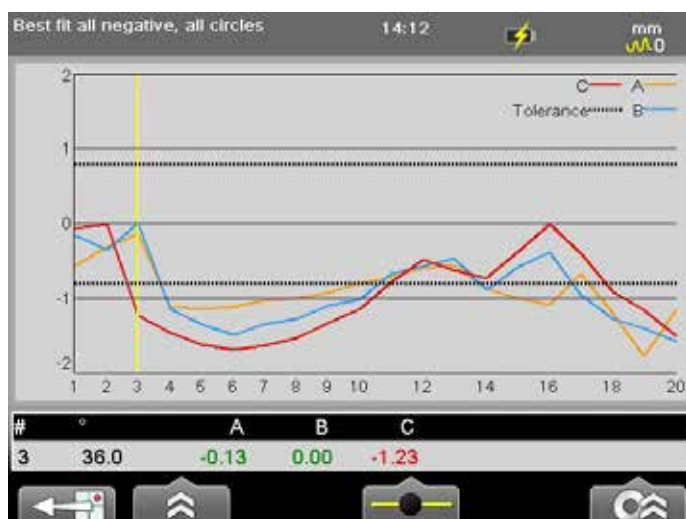 Best fit all negative, all circles 14:12 mm
0
2
C A
Tolerance B
1
0
-1
-2
1 2 3 4 5 6 7 8 9 10 12 14 16 18 20
# ° A B C
3 36.0 -0.13 0.00 -1.23